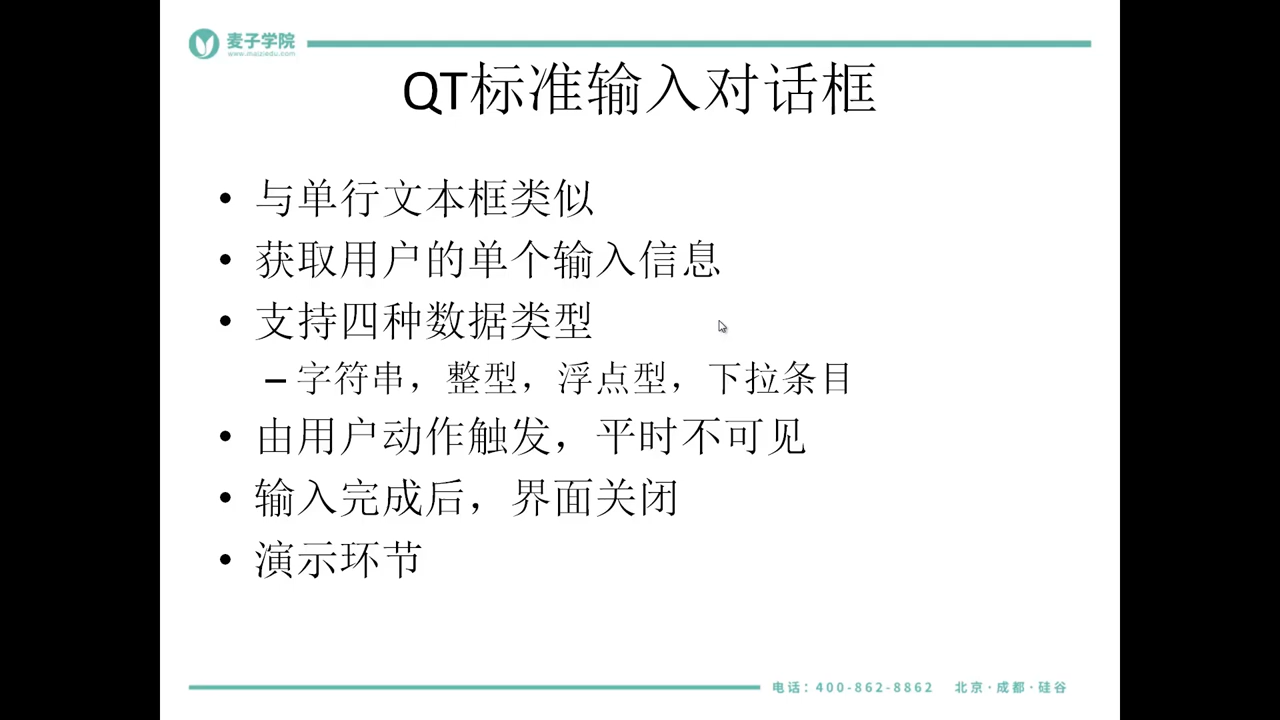 麦子学院
www.maiziedu.com
QT标准输入对话框
• 与单行文本框类似
• 获取用户的单个输入信息
• 支持四种数据类型
– 字符串，整型，浮点型，下拉条目
• 由用户动作触发，平时不可见
• 输入完成后，界面关闭
• 演示环节
电话：400-862-8862 北京·成都·硅谷